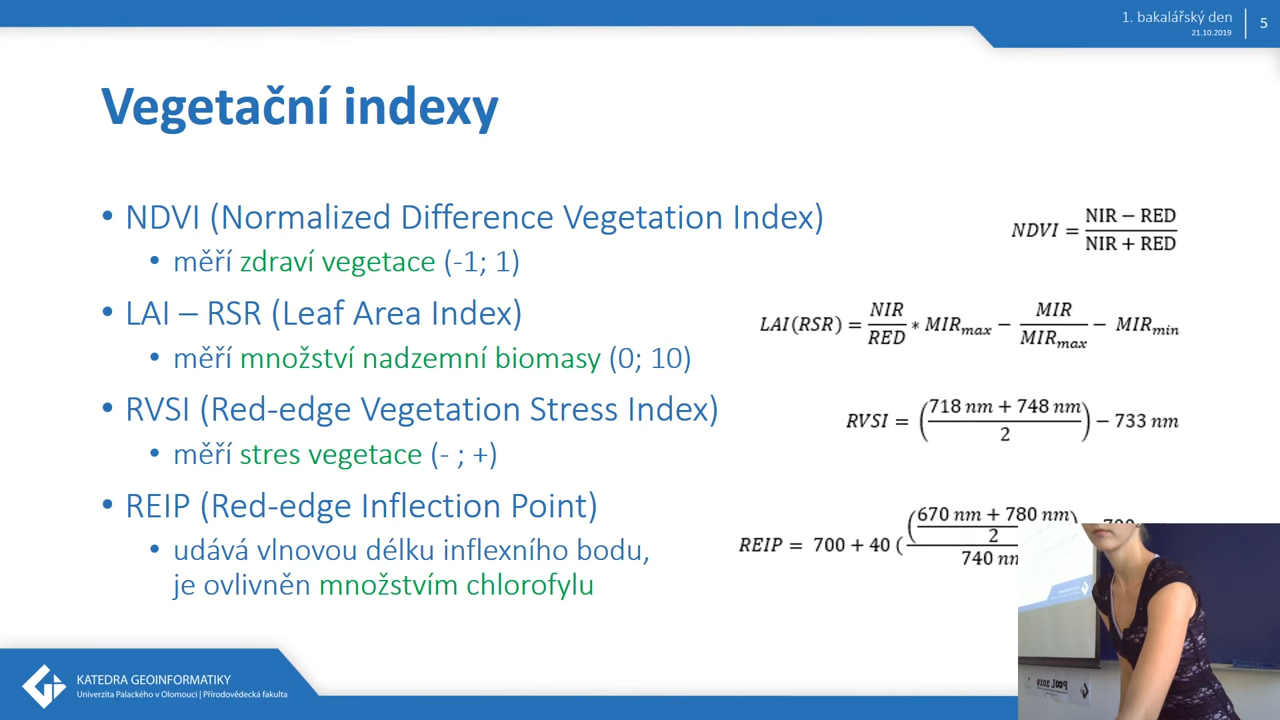 1. bakalářský den
21.10.2019
5
Vegetační indexy
• NDVI (Normalized Difference Vegetation Index)
NDVI = (NIR − RED) / (NIR + RED)
• měří zdraví vegetace (-1; 1)
• LAI – RSR (Leaf Area Index)
LAI(RSR) = NIR / RED * MIRmax − MIR / MIRmax − MIRmin
• měří množství nadzemní biomasy (0; 10)
• RVSI (Red-edge Vegetation Stress Index)
RVSI = ((718 nm + 748 nm) / 2) − 733 nm
• měří stres vegetace (- ; +)
• REIP (Red-edge Inflection Point)
REIP = 700 + 40 ( ((670 nm + 780 nm) / 2)
740
• udává vlnovou délku inflexního bodu,
je ovlivněn množstvím chlorofylu
KATEDRA GEOINFORMATIKY
Univerzita Palackého v Olomouci | Přírodovědecká fakulta